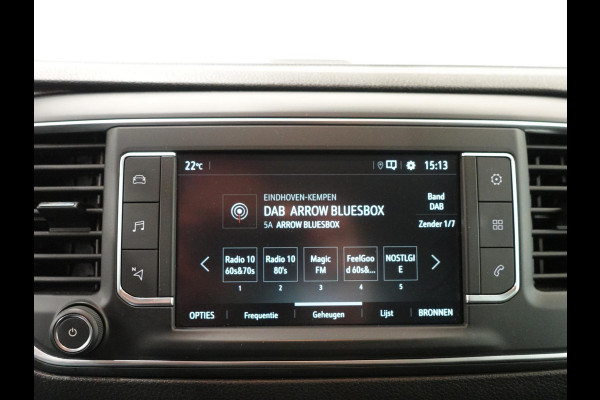 22°C
15:13
EINDHOVEN-KEMPEN
DAB ARROW BLUESBOX
5A ARROW BLUESBOX
Band
DAB
Zender 1/7
Radio 10
60s&70s
Radio 10
80's
Magic
FM
FeelGoo
d 60s&...
NOSTLGI
E
1 2 3 4 5
OPTIES Frequentie Geheugen Lijst BRONNEN
N